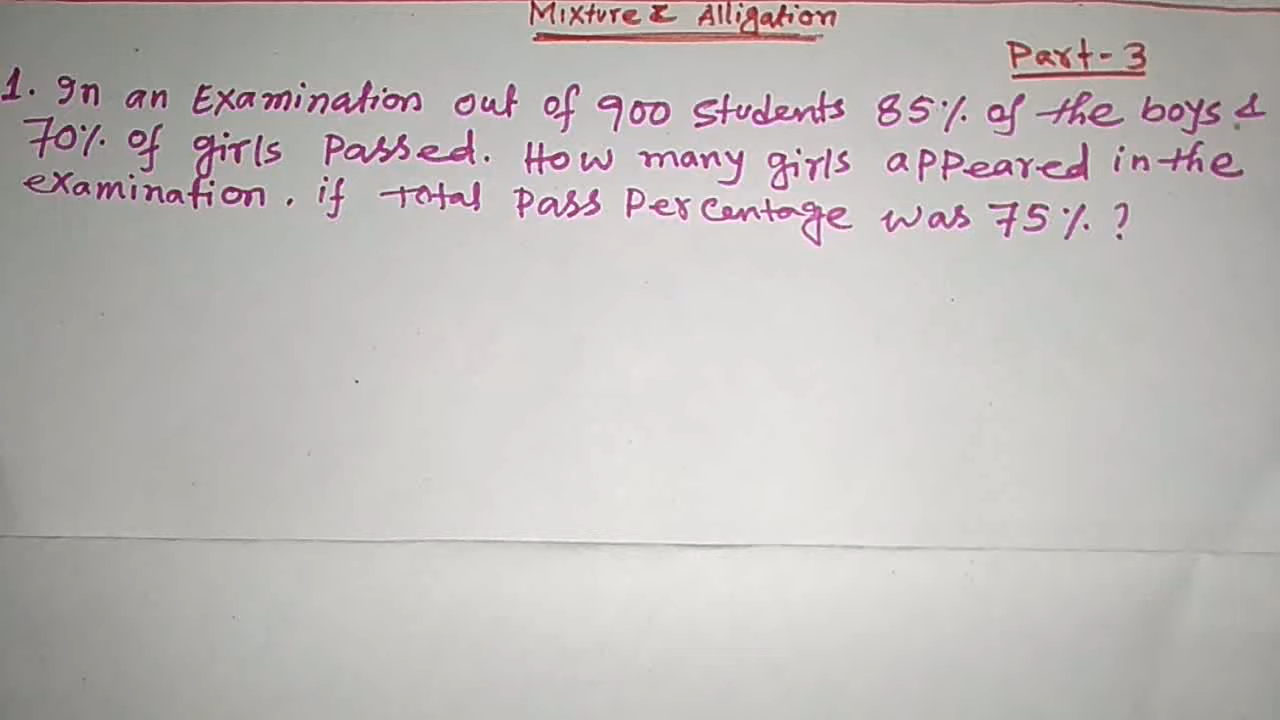 Mixture & Alligation
Part-3
1. In an Examination out of 900 students 85% of the boys &
70% of girls Passed. How many girls appeared in the
examination. if total Pass Percentage was 75%?